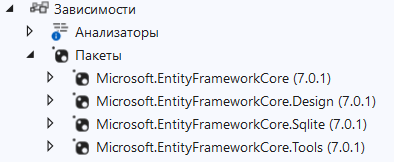 Зависимости
Анализаторы
Пакеты
Microsoft.EntityFrameworkCore (7.0.1)
Microsoft.EntityFrameworkCore.Design (7.0.1)
Microsoft.EntityFrameworkCore.Sqlite (7.0.1)
Microsoft.EntityFrameworkCore.Tools (7.0.1)